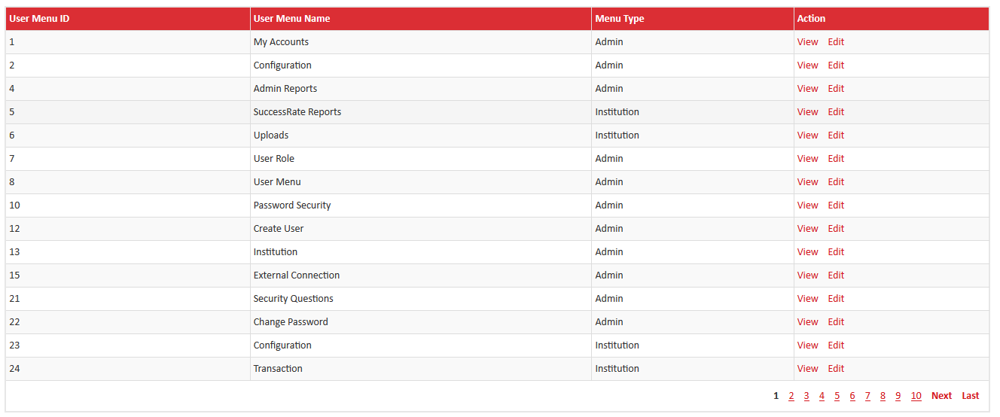 User Menu ID User Menu Name Menu Type Action
1 My Accounts Admin View Edit
2 Configuration Admin View Edit
4 Admin Reports Admin View Edit
5 SuccessRate Reports Institution View Edit
6 Uploads Institution View Edit
7 User Role Admin View Edit
8 User Menu Admin View Edit
10 Password Security Admin View Edit
12 Create User Admin View Edit
13 Institution Admin View Edit
15 External Connection Admin View Edit
21 Security Questions Admin View Edit
22 Change Password Admin View Edit
23 Configuration Institution View Edit
24 Transaction Institution View Edit
1 2 3 4 5 6 7 8 9 10 Next Last